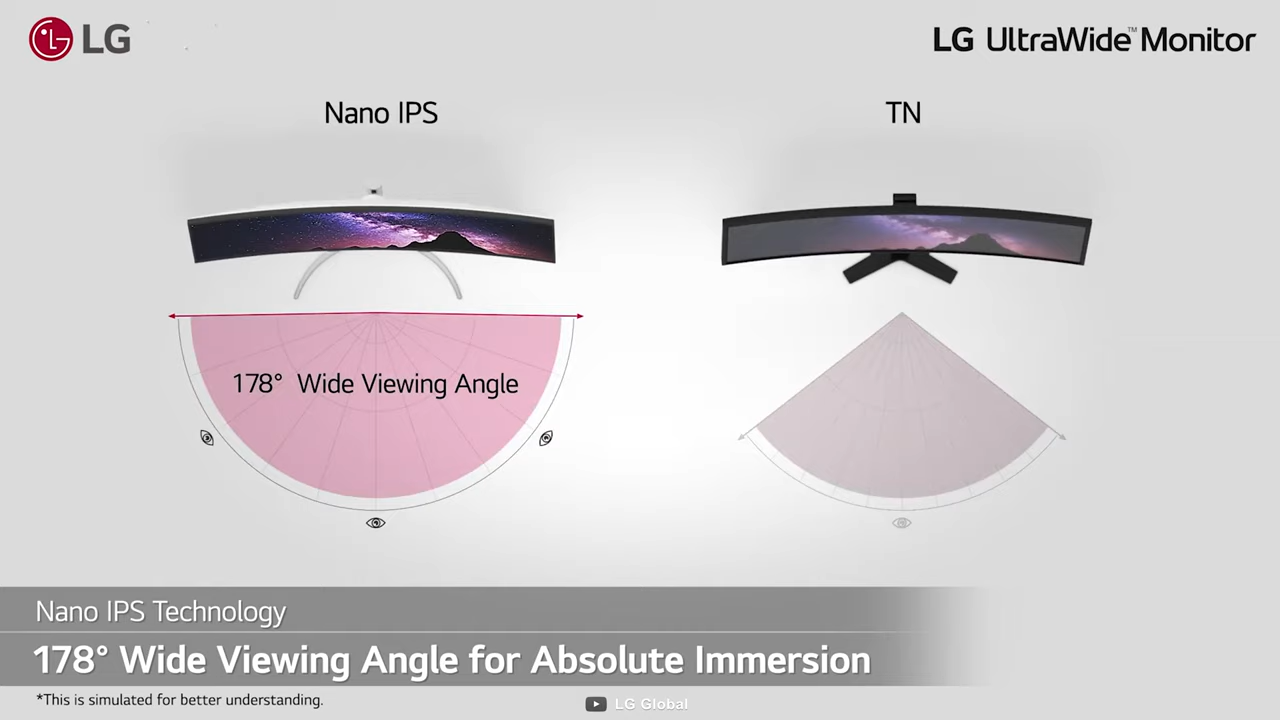 LG
LG UltraWide™ Monitor
Nano IPS
TN
178° Wide Viewing Angle
Nano IPS Technology
178° Wide Viewing Angle for Absolute Immersion
*This is simulated for better understanding.
LG Global